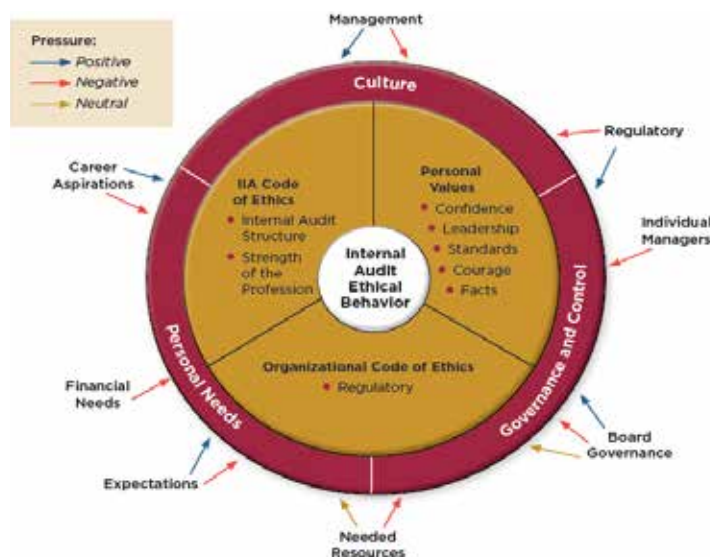 Management
Pressure:
Positive
Negative
Neutral
Culture
Regulatory
Career
Aspirations
IIA Code
of Ethics
• Internal Audit
Structure
• Strength
of the
Profession
Personal
Values
• Confidence
• Leadership
• Standards
• Courage
• Facts
Individual
Managers
Internal
Audit
Ethical
Behavior
Personal Needs
Governance and Control
Organizational Code of Ethics
• Regulatory
Financial
Needs
Board
Governance
Expectations
Needed
Resources